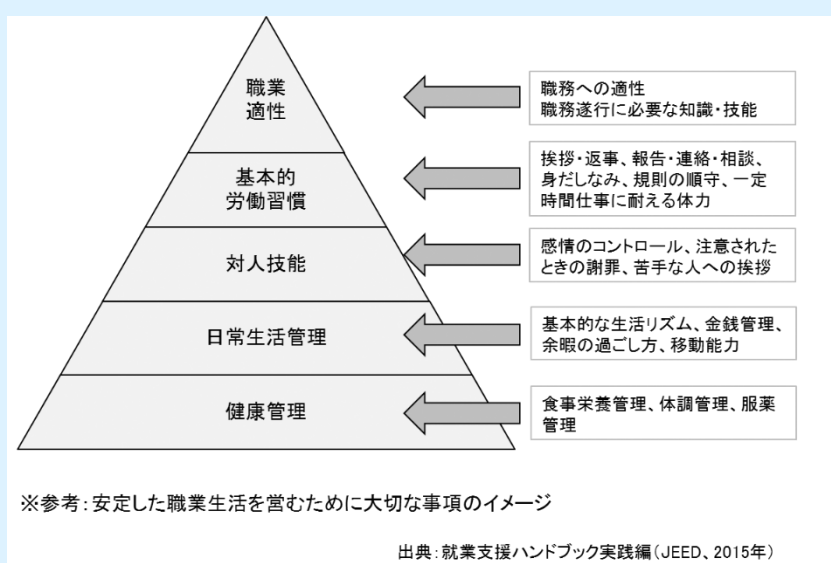 職業
適性
職務への適性
職務遂行に必要な知識・技能
基本的
労働習慣
挨拶・返事、報告・連絡・相談、
身だしなみ、規則の順守、一定
時間仕事に耐える体力
対人技能
感情のコントロール、注意された
ときの謝罪、苦手な人への挨拶
日常生活管理
基本的な生活リズム、金銭管理、
余暇の過ごし方、移動能力
健康管理
食事栄養管理、体調管理、服薬
管理
※参考：安定した職業生活を営むために大切な事項のイメージ
出典：就業支援ハンドブック実践編（JEED、2015年）